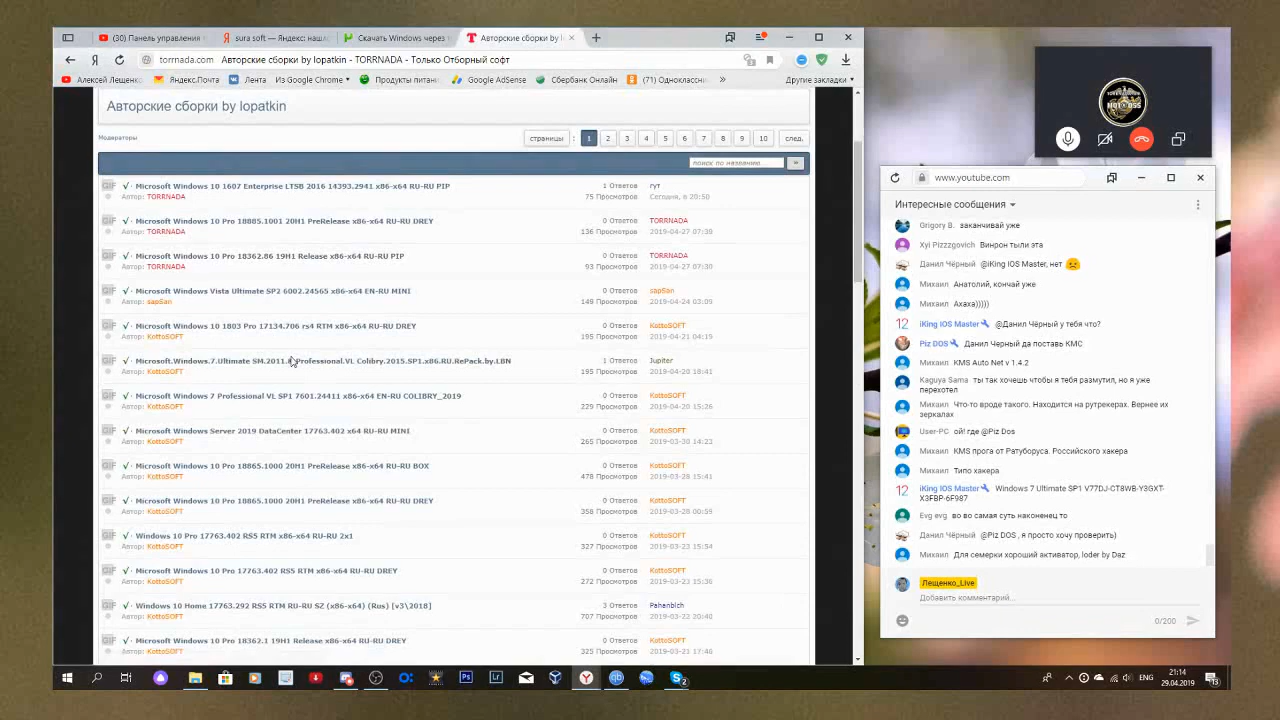 (30) Панель управления
sura soft — Яндекс: наш
Скачать Windows через
Авторские сборки by l
torrnada.com Авторские сборки by lopatkin - TORRNADA - Только Отборный софт
Алексей Лещенко
Яндекс.Почта
Лента
Из Google Chrome
Продукты питан
Google AdSense
Сбербанк Онлайн
(71) Одноклассн
Другие закладки
Авторские сборки by lopatkin
Модераторы
страницы : 1 2 3 4 5 6 7 8 9 10 след.
поиск по названию...
Microsoft Windows 10 1607 Enterprise LTSB 2016 14393.2941 x86-x64 RU-RU PIP 1 Ответов гут
Автор: TORRNADA 75 Просмотров Сегодня, в 20:50
Microsoft Windows 10 Pro 18885.1001 20H1 PreRelease x86-x64 RU-RU DREY 0 Ответов TORRNADA
Автор: TORRNADA 136 Просмотров 2019-04-27 07:39
Microsoft Windows 10 Pro 18362.86 19H1 Release x86-x64 RU-RU PIP 0 Ответов TORRNADA
Автор: TORRNADA 93 Просмотров 2019-04-27 07:30
Microsoft Windows Vista Ultimate SP2 6002.24565 x86-x64 EN-RU MINI 0 Ответов sapSan
Автор: sapSan 149 Просмотров 2019-04-24 03:09
Microsoft Windows 10 1803 Pro 17134.706 rs4 RTM x86-x64 RU-RU DREY 0 Ответов KottoSOFT
Автор: KottoSOFT 195 Просмотров 2019-04-21 04:19
Microsoft.Windows.7.Ultimate SM.2011. Professional.VL Colibry.2015.SP1.x86.RU.RePack.by.LBN 1 Ответов Jupiter
Автор: KottoSOFT 195 Просмотров 2019-04-28 18:41
Microsoft Windows 7 Professional VL SP1 7601.24411 x86-x64 EN-RU COLIBRY_2019 0 Ответов KottoSOFT
Автор: KottoSOFT 229 Просмотров 2019-04-20 15:26
Microsoft Windows Server 2019 DataCenter 17763.402 x64 RU-RU MINI 0 Ответов KottoSOFT
Автор: KottoSOFT 265 Просмотров 2019-03-30 14:23
Microsoft Windows 10 Pro 18865.1000 20H1 PreRelease x86-x64 RU-RU BOX 0 Ответов KottoSOFT
Автор: KottoSOFT 478 Просмотров 2019-03-28 15:41
Microsoft Windows 10 Pro 18865.1000 20H1 PreRelease x86-x64 RU-RU DREY 0 Ответов KottoSOFT
Автор: KottoSOFT 358 Просмотров 2019-03-28 00:59
Windows 10 Pro 17763.402 RS5 RTM x86-x64 RU-RU 2x1 0 Ответов KottoSOFT
Автор: KottoSOFT 327 Просмотров 2019-03-23 15:54
Microsoft Windows 10 Pro 17763.402 RS5 RTM x86-x64 RU-RU DREY 0 Ответов KottoSOFT
Автор: KottoSOFT 272 Просмотров 2019-03-23 15:36
Windows 10 Home 17763.292 RS5 RTM RU-RU SZ (x86-x64) (Rus) [v3\2018] 3 Ответов Pahanbich
Автор: KottoSOFT 707 Просмотров 2019-03-22 20:48
Microsoft Windows 10 Pro 18362.1 19H1 Release x86-x64 RU-RU DREY 0 Ответов KottoSOFT
Автор: KottoSOFT 325 Просмотров 2019-03-21 17:46
www.youtube.com
Интересные сообщения
Grigory B. заканчивай уже
Xyi Pizzzgovich Винрон тыли эта
Данил Чёрный @iKing IOS Master, нет
Михаил Анатолий, кончай уже
Михаил Ахаха)))))
iKing IOS Master @Данил Чёрный у тебя что?
Piz DOS Данил Черный да поставь КМС
Михаил KMS Auto Net v 1.4.2
Kaguya Sama ты так хочешь чтобы я тебя размутил, но я уже
перехотел
Михаил Что-то вроде такого. Находится на рутрекерах. Вернее их
зеркалах
User-PC ой! где @Piz Dos
Михаил KMS прога от Ратуборуса. Российского хакера
Михаил Типо хакера
iKing IOS Master Windows 7 Ultimate SP1 V77DJ-CT8WB-Y3GXT-
X3FBP-6F987
Evg evg во во самая суть наконенец то
Данил Чёрный @Piz DOS , я просто хочу проверить)
Михаил Для семерки хороший активатор, loder by Daz
Лещенко_Live
Добавить комментарий...
0/200
ENG
21:14
29.04.2019